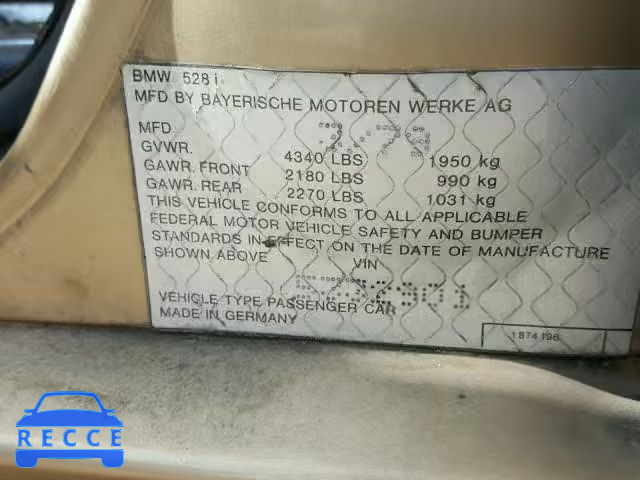 BMW 528i
MFD BY BAYERISCHE MOTOREN WERKE AG
MFD
GVWR. 4340 LBS 1950 kg
GAWR. FRONT 2180 LBS 990 kg
GAWR. REAR 2270 LBS 1031 kg
THIS VEHICLE CONFORMS TO ALL APPLICABLE
FEDERAL MOTOR VEHICLE SAFETY AND BUMPER
STANDARDS IN EFFECT ON THE DATE OF MANUFACTURE
SHOWN ABOVE VIN
VEHICLE TYPE PASSENGER CAR
MADE IN GERMANY
1 874 196
RECCE